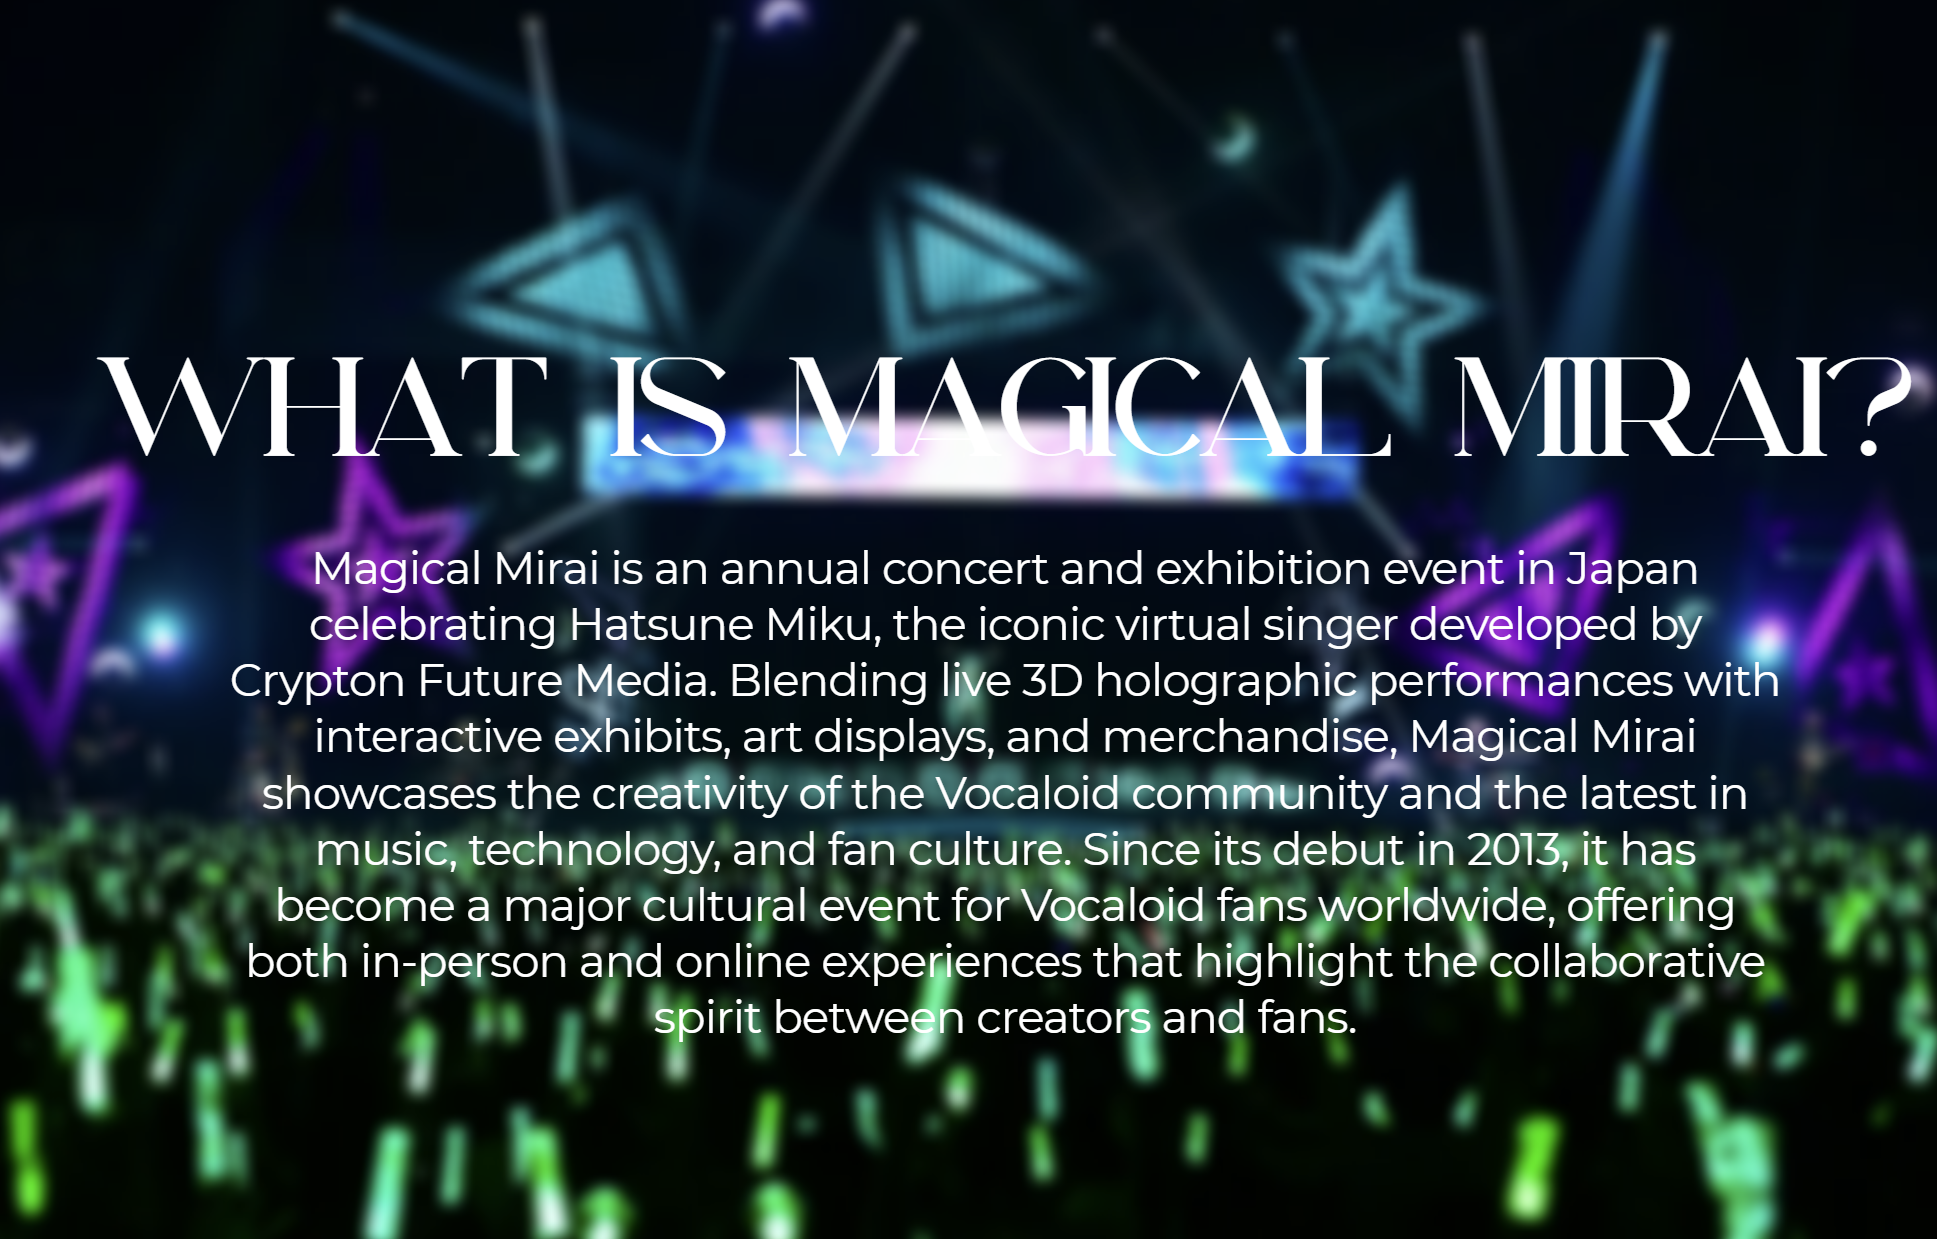 WHAT IS MAGICAL MIRAI?
Magical Mirai is an annual concert and exhibition event in Japan
celebrating Hatsune Miku, the iconic virtual singer developed by
Crypton Future Media. Blending live 3D holographic performances with
interactive exhibits, art displays, and merchandise, Magical Mirai
showcases the creativity of the Vocaloid community and the latest in
music, technology, and fan culture. Since its debut in 2013, it has
become a major cultural event for Vocaloid fans worldwide, offering
both in-person and online experiences that highlight the collaborative
spirit between creators and fans.